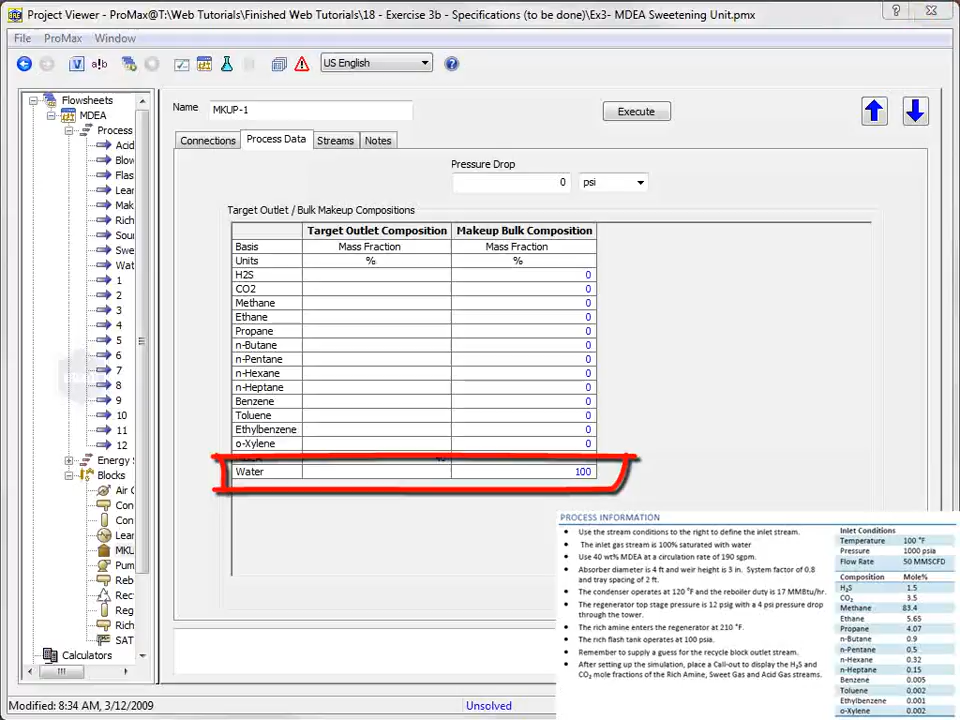 Project Viewer - ProMax@T:\Web Tutorials\Finished Web Tutorials\18 - Exercise 3b - Specifications (to be done)\Ex3- MDEA Sweetening Unit.pmx
File ProMax Window
US English
Flowsheets
MDEA
Process
Acid
Blow
Flas
Lear
Mak
Rich
Sour
Swe
Wat
1
2
3
4
5
6
7
8
9
10
11
12
Energy S
Blocks
Air C
Con
Con
Lear
MKU
Pum
Reb
Rec
Reg
Rich
SAT
Calculators
Name MKUP-1 Execute
Connections Process Data Streams Notes
Pressure Drop
0 psi
Target Outlet / Bulk Makeup Compositions
Target Outlet Composition Makeup Bulk Composition
Basis Mass Fraction Mass Fraction
Units % %
H2S 0
CO2 0
Methane 0
Ethane 0
Propane 0
n-Butane 0
n-Pentane 0
n-Hexane 0
n-Heptane 0
Benzene 0
Toluene 0
Ethylbenzene 0
o-Xylene 0
Water 100
PROCESS INFORMATION
• Use the stream conditions to the right to define the inlet stream.
• The inlet gas stream is 100% saturated with water
• Use 40 wt% MDEA at a circulation rate of 190 sgpm.
• Absorber diameter is 4 ft and weir height is 3 in. System factor of 0.8
and tray spacing of 2 ft.
• The condenser operates at 120 °F and the reboiler duty is 17 MMBtu/hr.
• The regenerator top stage pressure is 12 psig with a 4 psi pressure drop
through the tower.
• The rich amine enters the regenerator at 210 °F.
• The rich flash tank operates at 100 psia.
• Remember to supply a guess for the recycle block outlet stream.
• After setting up the simulation, place a Call-out to display the H₂S and
CO₂ mole fractions of the Rich Amine, Sweet Gas and Acid Gas streams.
Inlet Conditions
Temperature 100 °F
Pressure 1000 psia
Flow Rate 50 MMSCFD
Composition Mole%
H₂S 1.5
CO₂ 3.5
Methane 83.4
Ethane 5.65
Propane 4.07
n-Butane 0.9
n-Pentane 0.5
n-Hexane 0.32
n-Heptane 0.15
Benzene 0.005
Toluene 0.002
Ethylbenzene 0.001
o-Xylene 0.002
Modified: 8:34 AM, 3/12/2009 Unsolved